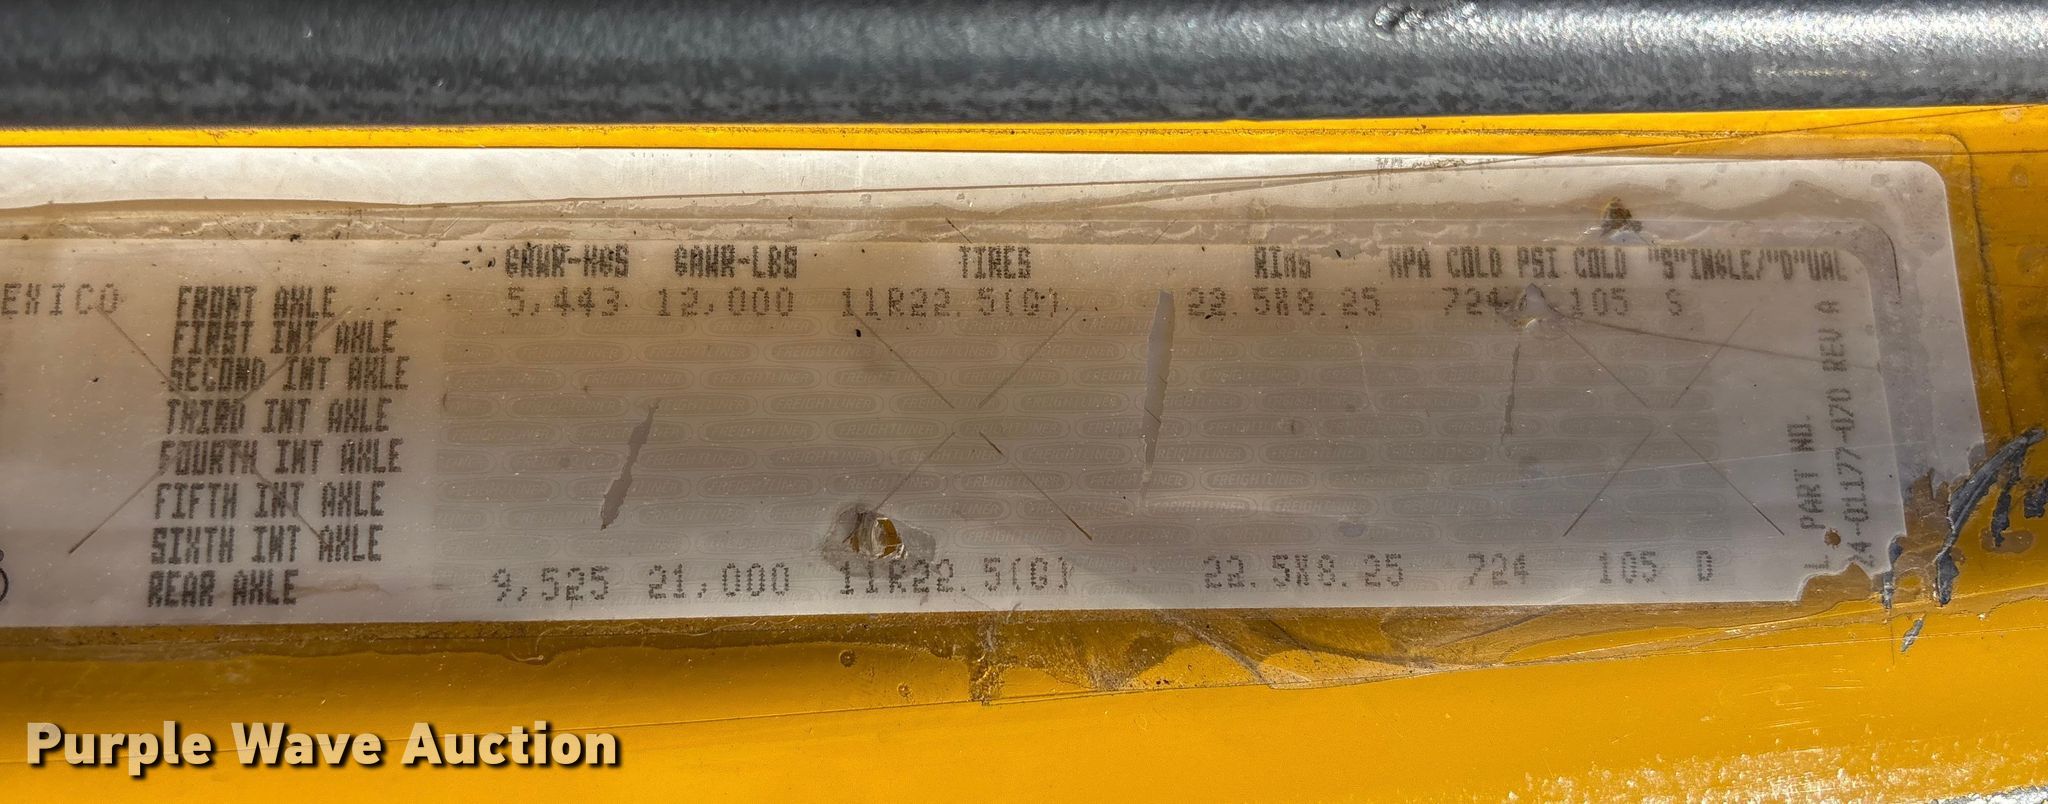 GAWR-KGS GAWR-LBS TIRES RIMS KPA COLD PSI COLD "S"INGLE/"D"UAL
EXICO FRONT AXLE 5,443 12,000 11R22.5(G) 22.5X8.25 724 105 S
FIRST INT AXLE
SECOND INT AXLE
THIRD INT AXLE
FOURTH INT AXLE
FIFTH INT AXLE
SIXTH INT AXLE
REAR AXLE 9,525 21,000 11R22.5(G) 22.5X8.25 724 105 D
PART NO.
24-01177-020 REV A
FREIGHTLINER
Purple Wave Auction